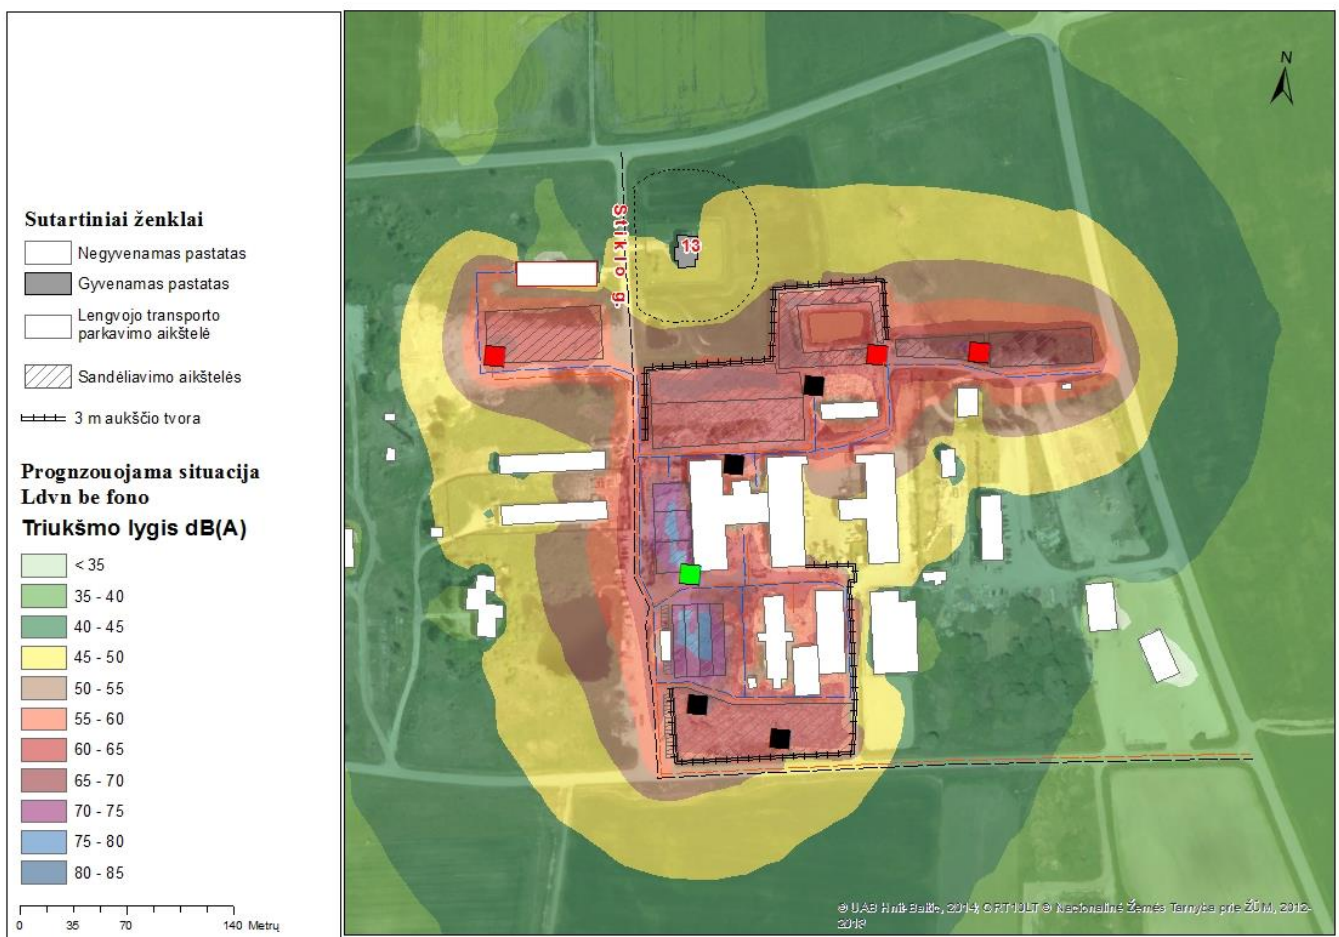 Sutartiniai ženklai
Negyvenamas pastatas
Gyvenamas pastatas
Lengvojo transporto
parkavimo aikštelė
Sandėliavimo aikštelės
3 m aukščio tvora
Prognzouojama situacija
Ldvn be fono
Triukšmo lygis dB(A)
< 35
35 - 40
40 - 45
45 - 50
50 - 55
55 - 60
60 - 65
65 - 70
70 - 75
75 - 80
80 - 85
0 35 70 140 Metrų
N
13
Stiklo g.
© UAB Hnit-Baltic, 2014; ORT10LT © Nacionalinė Žemės Tarnyba prie ŽŪM, 2012-